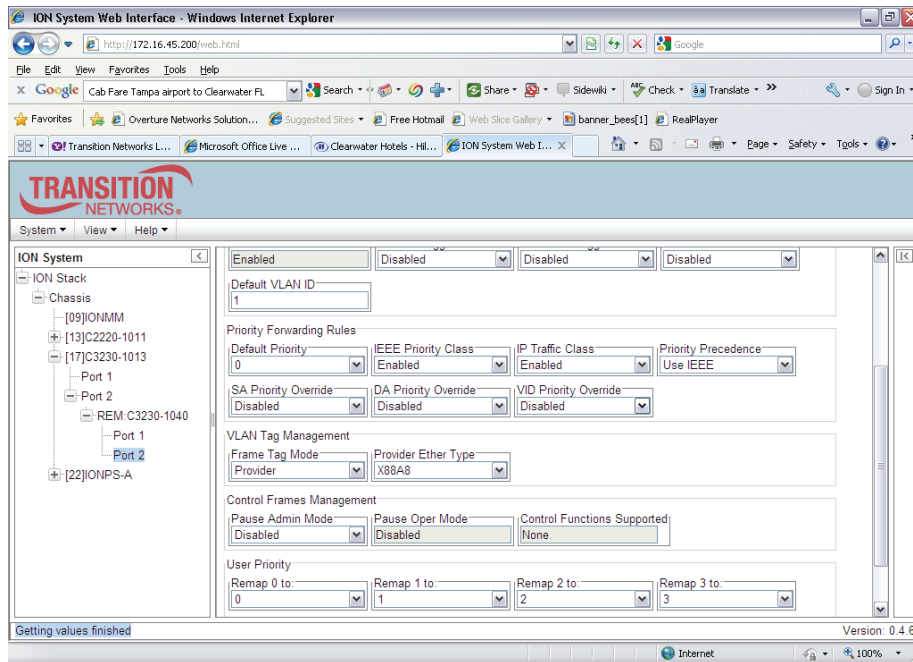 ION System Web Interface - Windows Internet Explorer
http://172.16.45.200/web.html
Google
File Edit View Favorites Tools Help
x Google Cab Fare Tampa airport to Clearwater FL Search Share Sidewiki ABC Check aä Translate » Sign In
Favorites Overture Networks Solution... Suggested Sites Free Hotmail Web Slice Gallery banner_bees[1] RealPlayer
Transition Networks L... Microsoft Office Live ... Clearwater Hotels - Hil... ION System Web I... X Page Safety Tools
TRANSITION
NETWORKS®
System View Help
ION System
ION Stack
Chassis
[09]IONMM
[13]C2220-1011
[17]C3230-1013
Port 1
Port 2
REM:C3230-1040
Port 1
Port 2
[22]IONPS-A
Enabled Disabled Disabled Disabled
Default VLAN ID
1
Priority Forwarding Rules
Default Priority IEEE Priority Class IP Traffic Class Priority Precedence
0 Enabled Enabled Use IEEE
SA Priority Override DA Priority Override VID Priority Override
Disabled Disabled Disabled
VLAN Tag Management
Frame Tag Mode Provider Ether Type
Provider X88A8
Control Frames Management
Pause Admin Mode Pause Oper Mode Control Functions Supported
Disabled Disabled None
User Priority
Remap 0 to: Remap 1 to: Remap 2 to: Remap 3 to:
0 1 2 3
Getting values finished Version: 0.4.6
Internet 100%